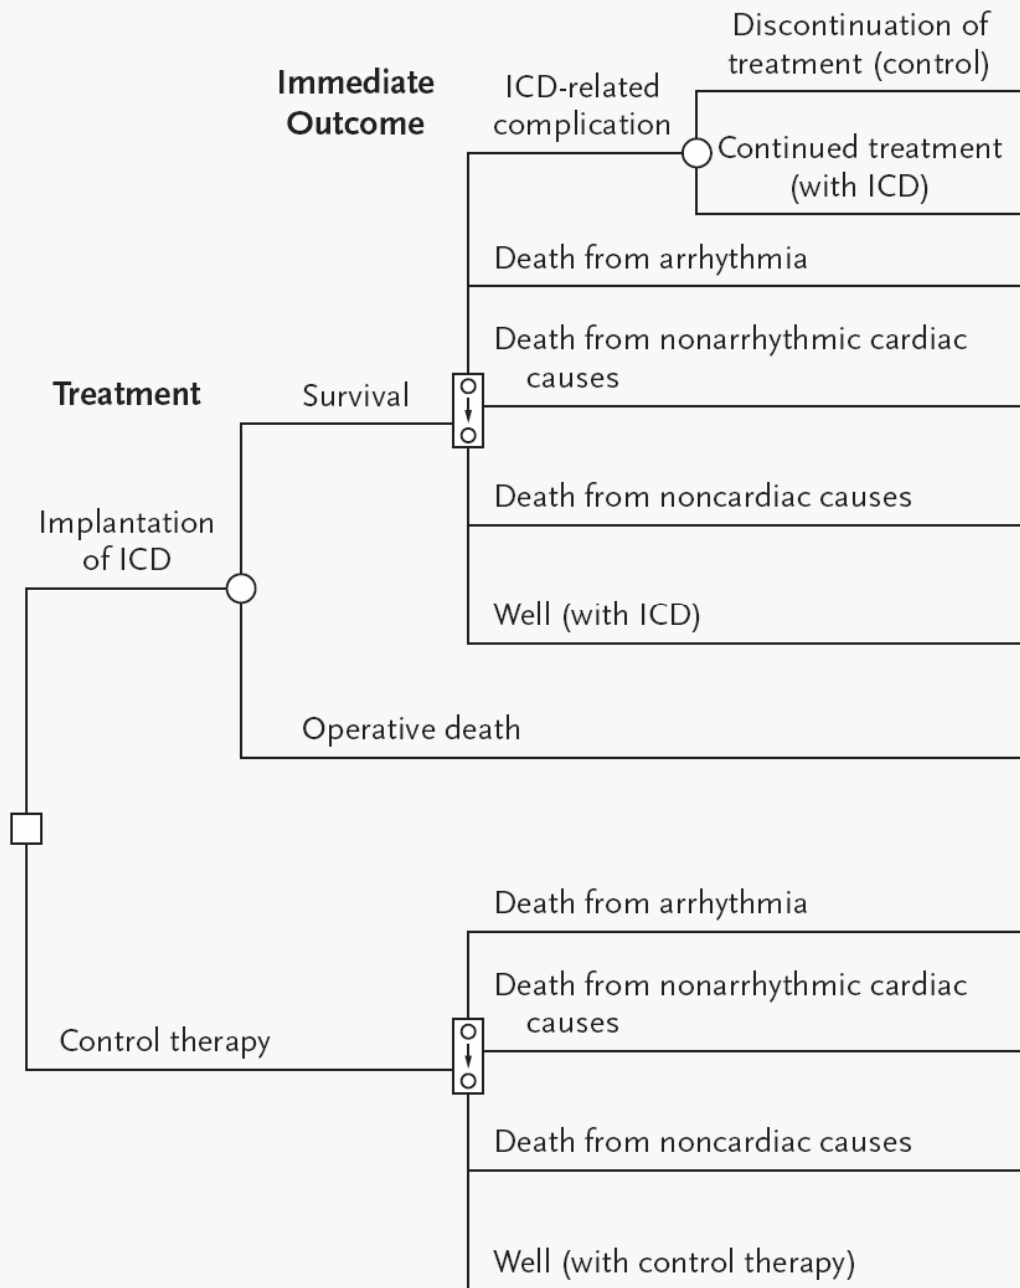 Discontinuation of
treatment (control)
Immediate
Outcome
ICD-related
complication
Continued treatment
(with ICD)
Death from arrhythmia
Death from nonarrhythmic cardiac
causes
Treatment
Survival
Death from noncardiac causes
Implantation
of ICD
Well (with ICD)
Operative death
Death from arrhythmia
Death from nonarrhythmic cardiac
causes
Control therapy
Death from noncardiac causes
Well (with control therapy)